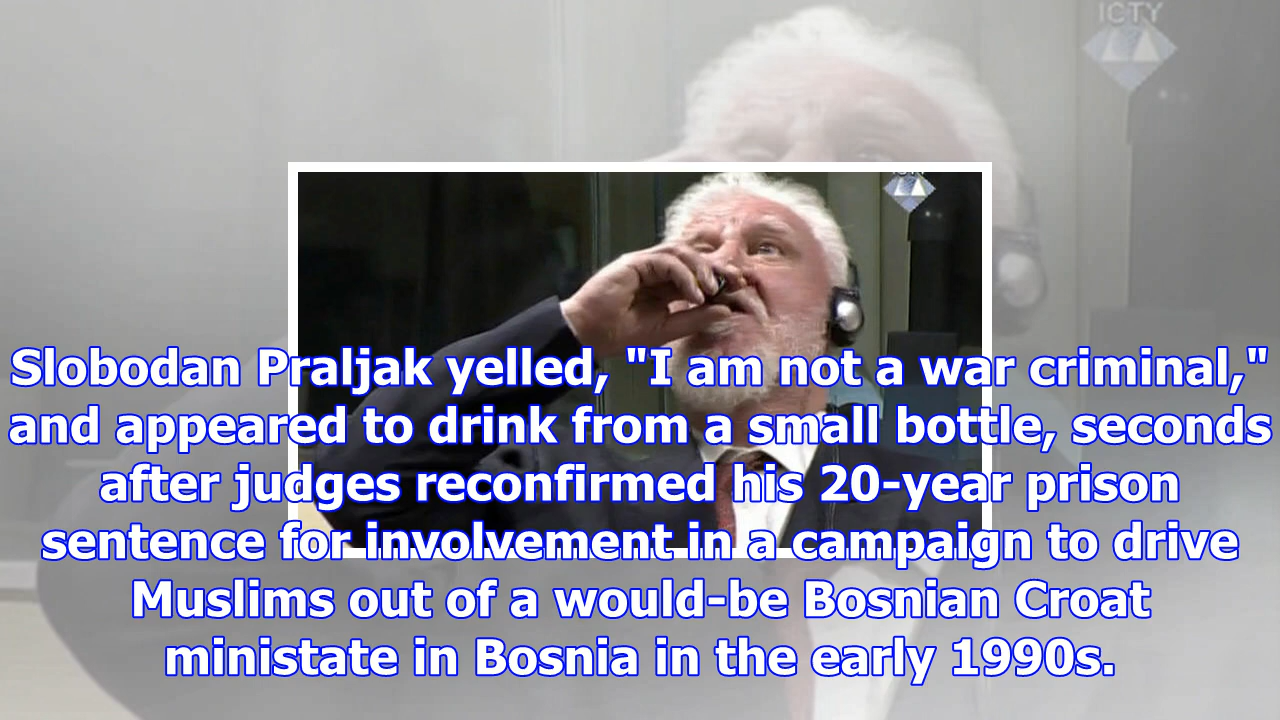 ICTY
Slobodan Praljak yelled, "I am not a war criminal,"
and appeared to drink from a small bottle, seconds
after judges reconfirmed his 20-year prison
sentence for involvement in a campaign to drive
Muslims out of a would-be Bosnian Croat
ministate in Bosnia in the early 1990s.